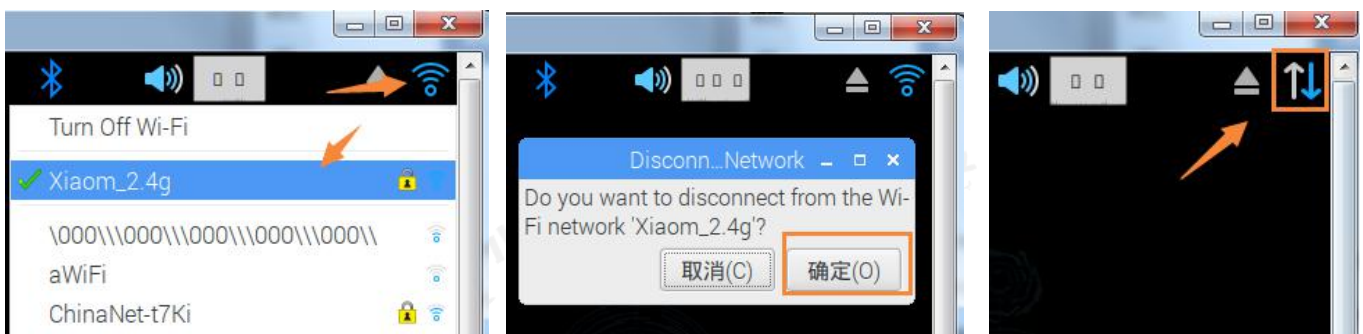 Turn Off Wi-Fi
Xiaom_2.4g
\000\\\000\\\000\\\000\\\000\\
aWiFi
ChinaNet-t7Ki
Disconn...Network
Do you want to disconnect from the Wi-
Fi network 'Xiaom_2.4g'?
取消(C)
确定(O)